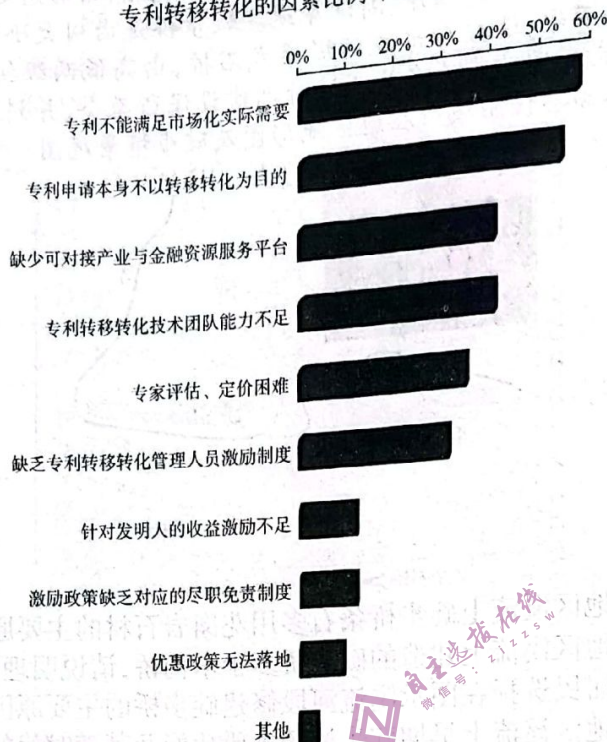 专利转移转化的因素比例
0% 10% 20% 30% 40% 50% 60%
专利不能满足市场化实际需要
专利申请本身不以转移转化为目的
缺少可对接产业与金融资源服务平台
专利转移转化技术团队能力不足
专家评估、定价困难
缺乏专利转移转化管理人员激励制度
针对发明人的收益激励不足
激励政策缺乏对应的尽职免责制度
优惠政策无法落地
其他
自主选拔在线
微信号：zizzsw